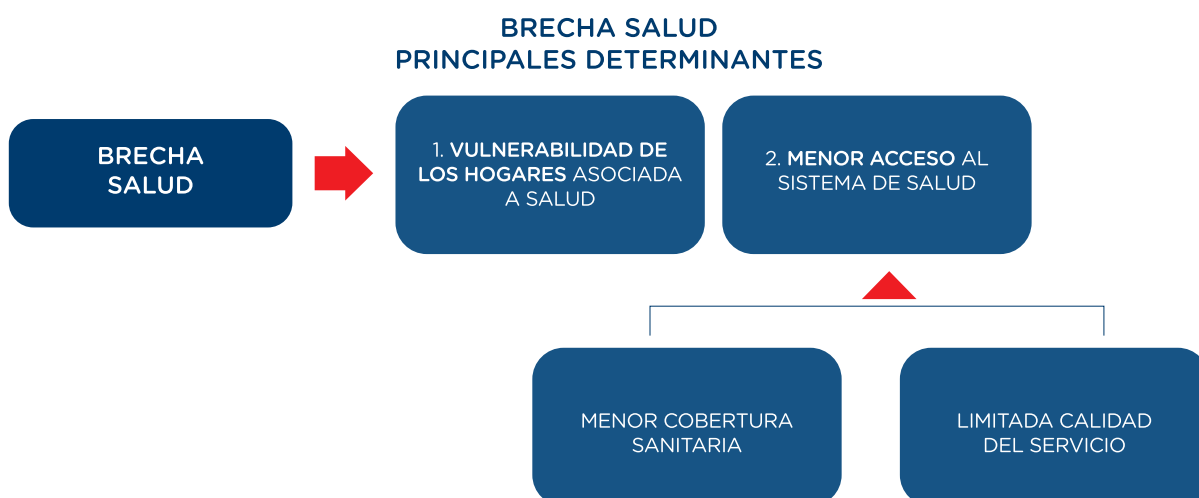 BRECHA SALUD
PRINCIPALES DETERMINANTES
BRECHA
SALUD
1. VULNERABILIDAD DE
LOS HOGARES ASOCIADA
A SALUD
2. MENOR ACCESO AL
SISTEMA DE SALUD
MENOR COBERTURA
SANITARIA
LIMITADA CALIDAD
DEL SERVICIO